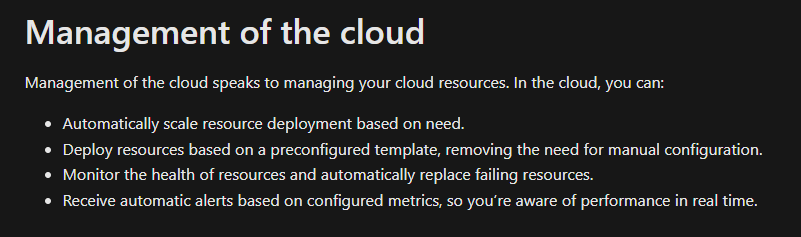 Management of the cloud
Management of the cloud speaks to managing your cloud resources. In the cloud, you can:
• Automatically scale resource deployment based on need.
• Deploy resources based on a preconfigured template, removing the need for manual configuration.
• Monitor the health of resources and automatically replace failing resources.
• Receive automatic alerts based on configured metrics, so you’re aware of performance in real time.